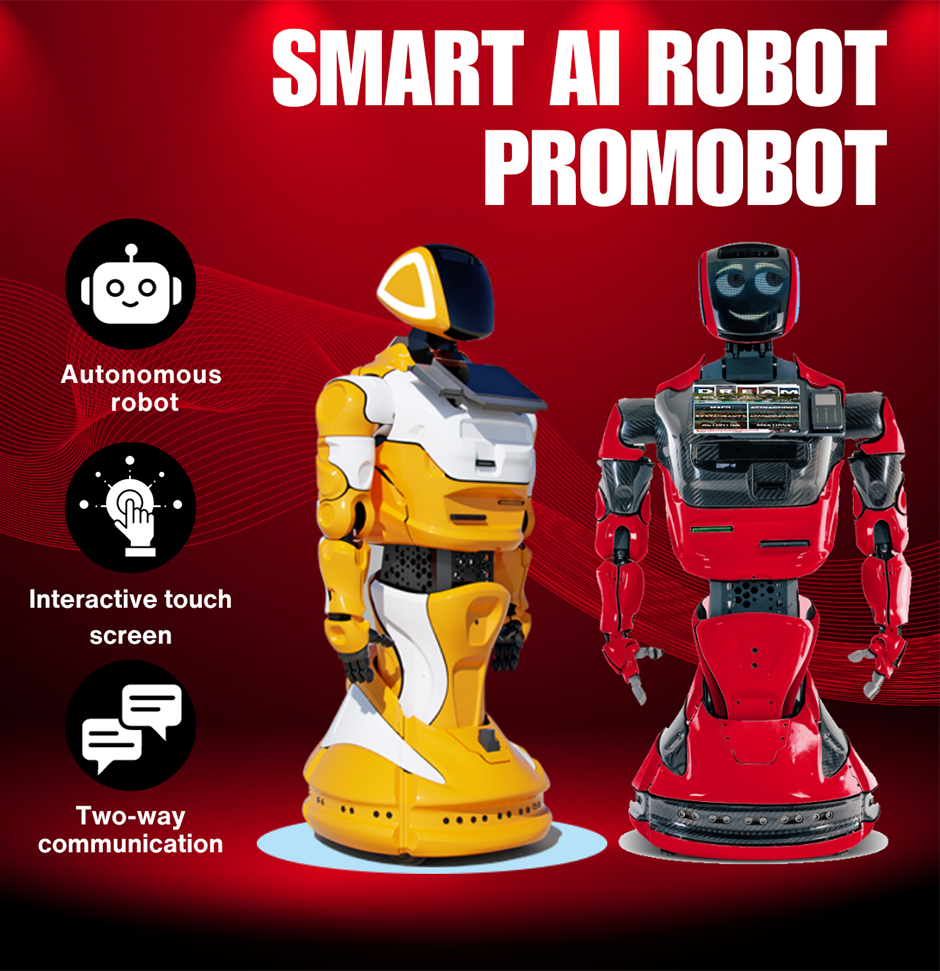 SMART AI ROBOT
PROMOBOT
Autonomous
robot
Interactive touch
screen
Two-way
communication
DREAM